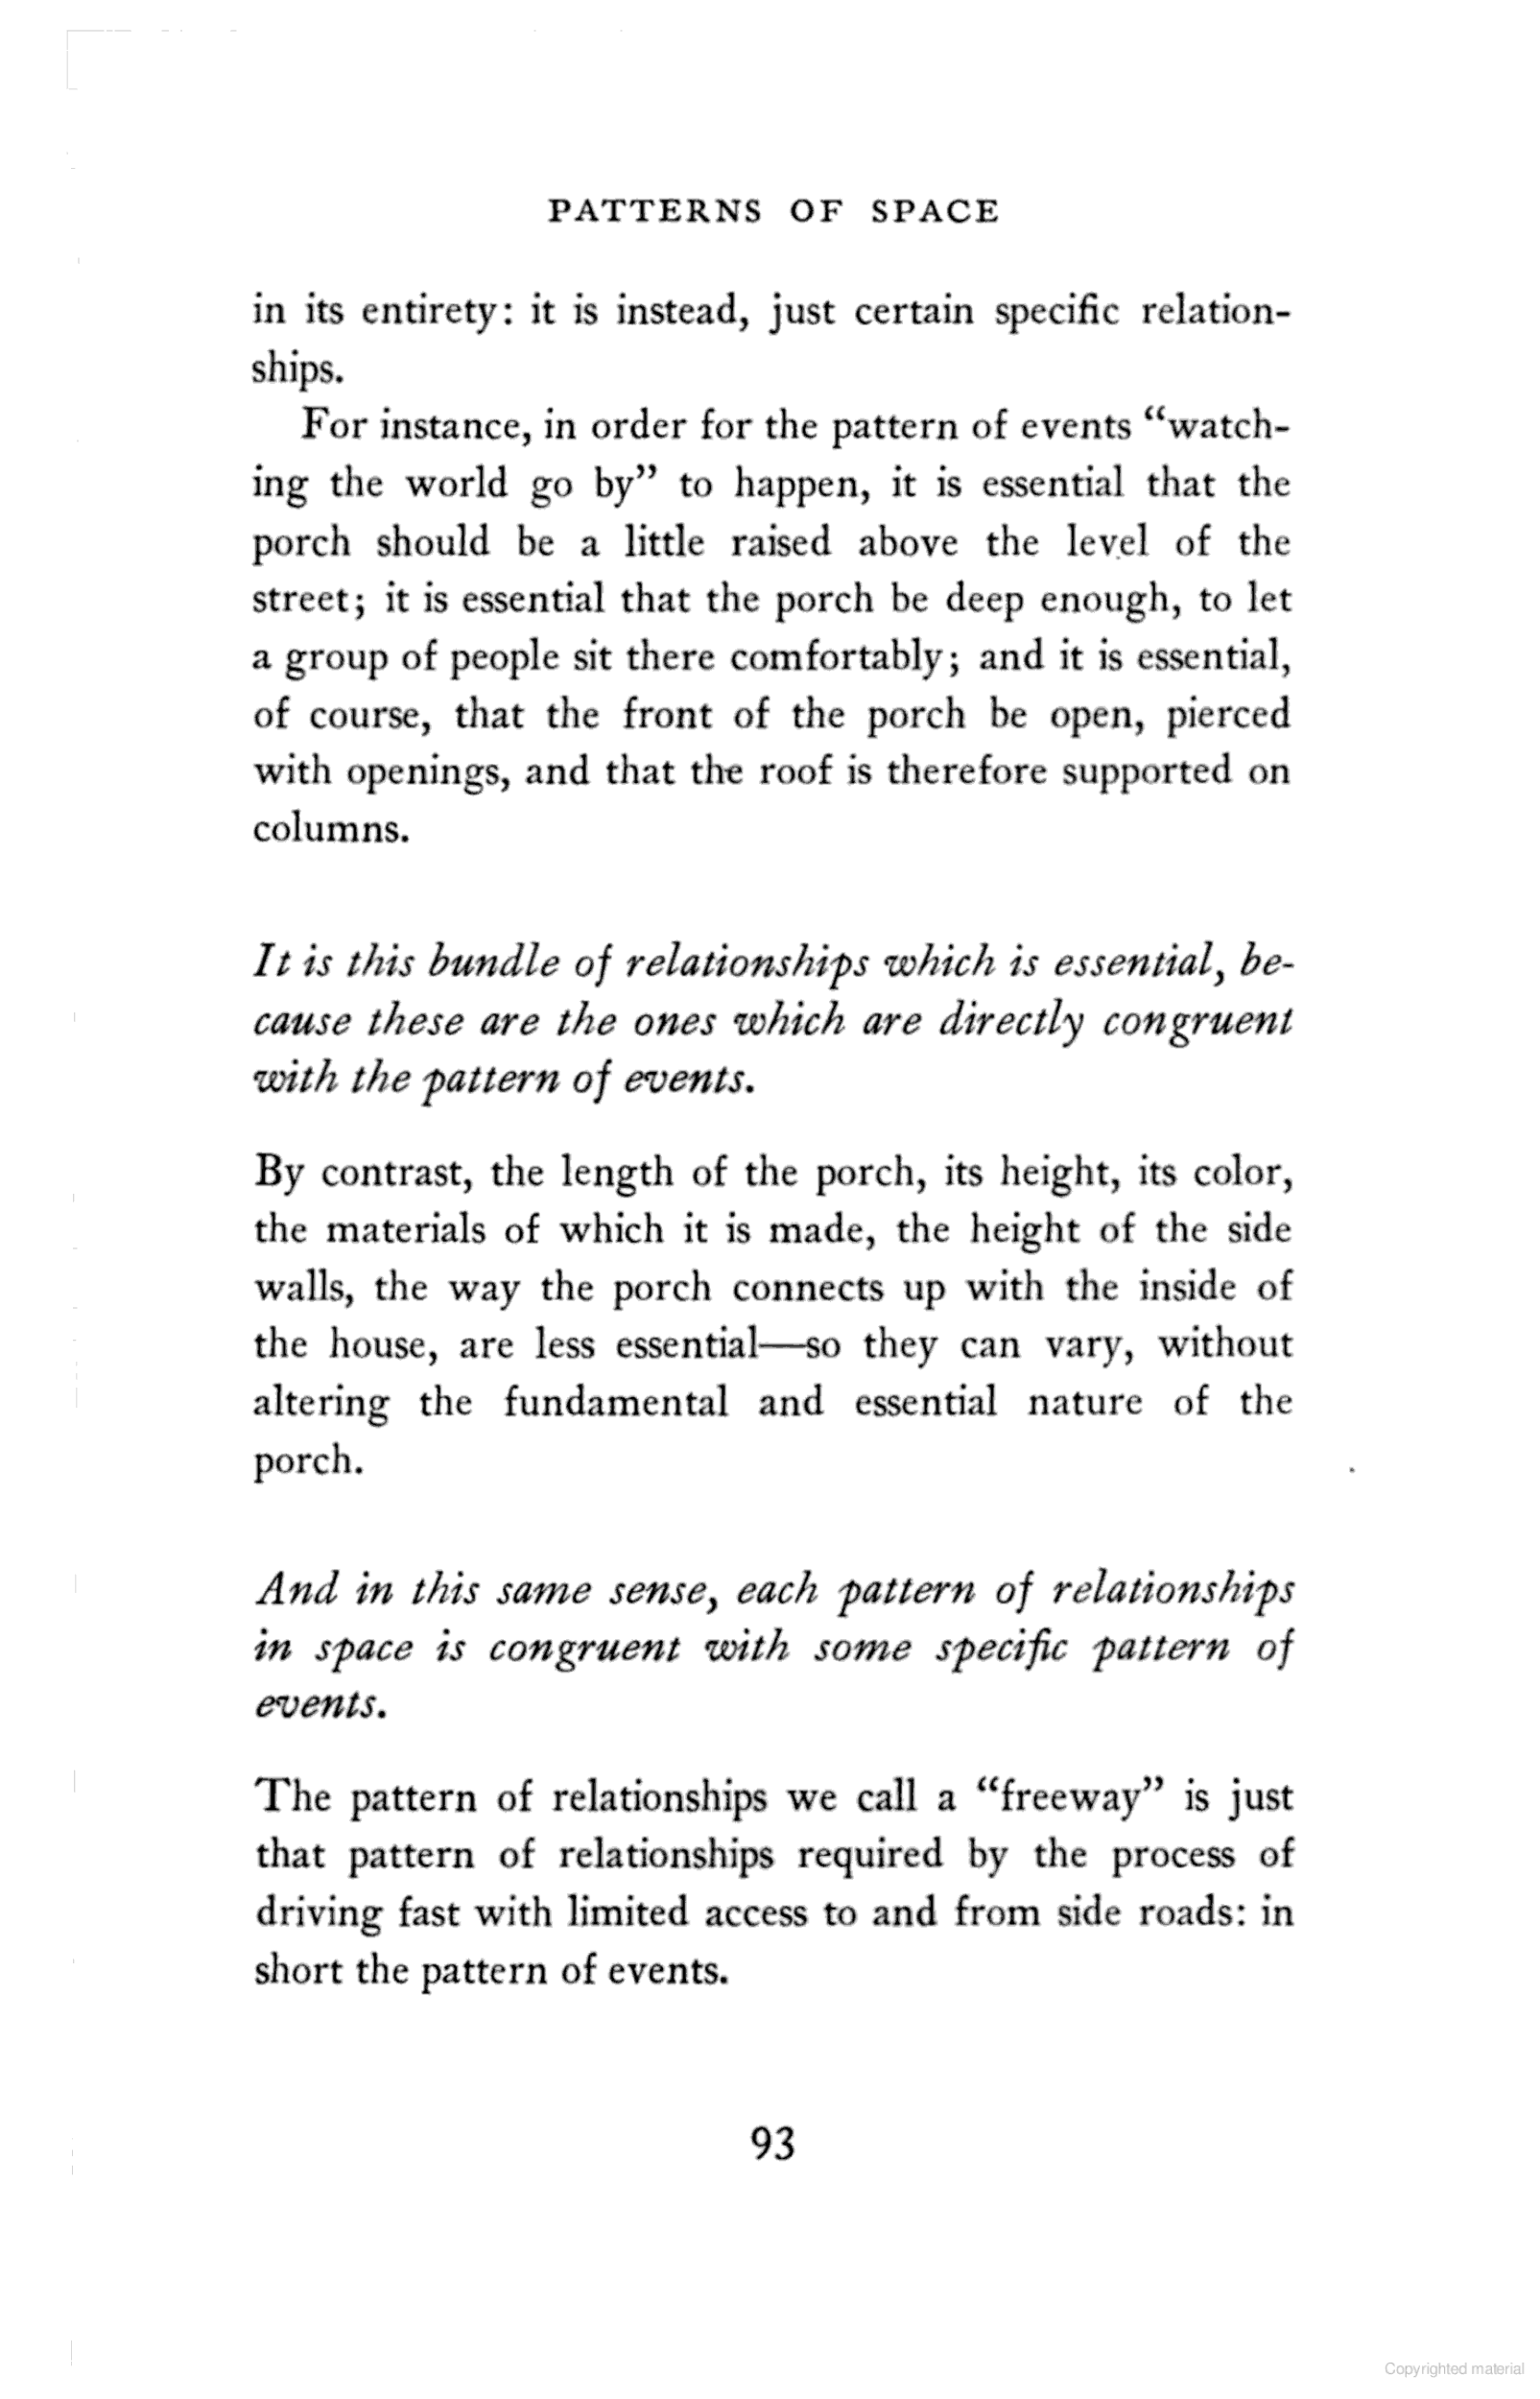 PATTERNS OF SPACE
in its entirety: it is instead, just certain specific relation-
ships.
For instance, in order for the pattern of events “watch-
ing the world go by” to happen, it is essential that the
porch should be a little raised above the level of the
street; it is essential that the porch be deep enough, to let
a group of people sit there comfortably; and it is essential,
of course, that the front of the porch be open, pierced
with openings, and that the roof is therefore supported on
columns.
It is this bundle of relationships which is essential, be-
cause these are the ones which are directly congruent
with the pattern of events.
By contrast, the length of the porch, its height, its color,
the materials of which it is made, the height of the side
walls, the way the porch connects up with the inside of
the house, are less essential—so they can vary, without
altering the fundamental and essential nature of the
porch.
And in this same sense, each pattern of relationships
in space is congruent with some specific pattern of
events.
The pattern of relationships we call a “freeway” is just
that pattern of relationships required by the process of
driving fast with limited access to and from side roads: in
short the pattern of events.
93
Copyrighted material